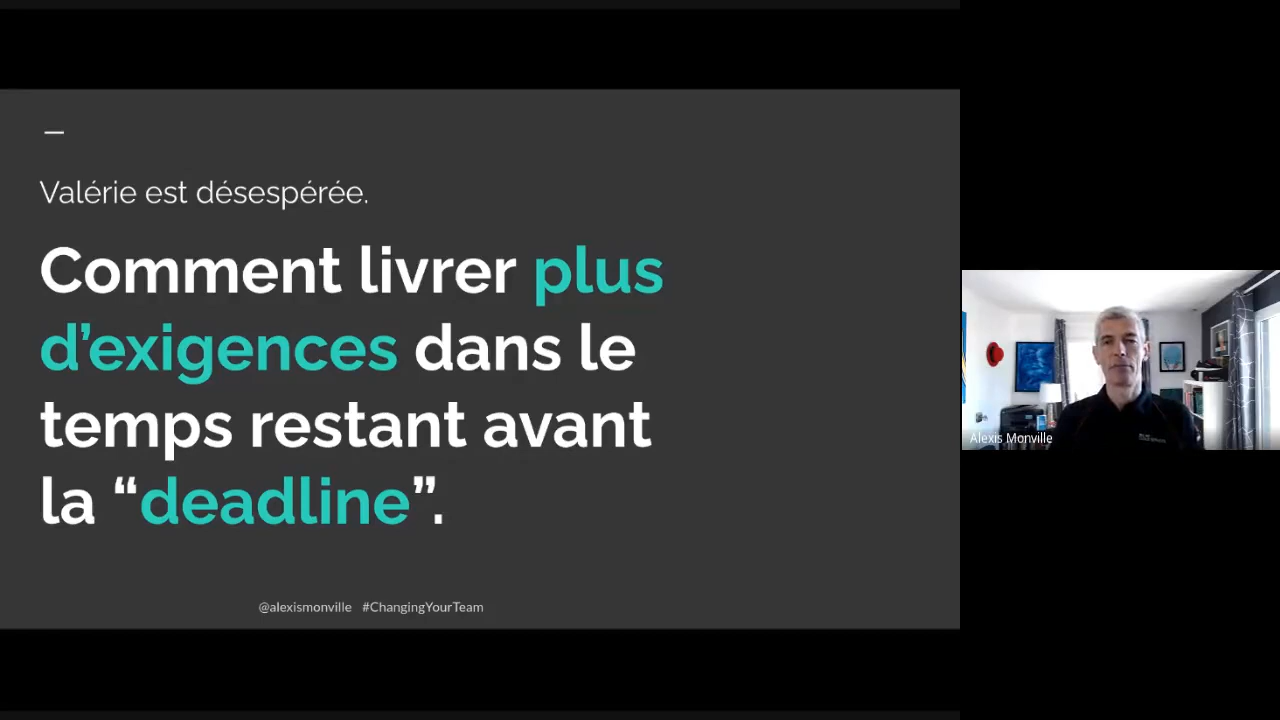 Valérie est désespérée.
Comment livrer plus
d’exigences dans le
temps restant avant
la “deadline”.
@alexismonville #ChangingYourTeam
Alexis Monville